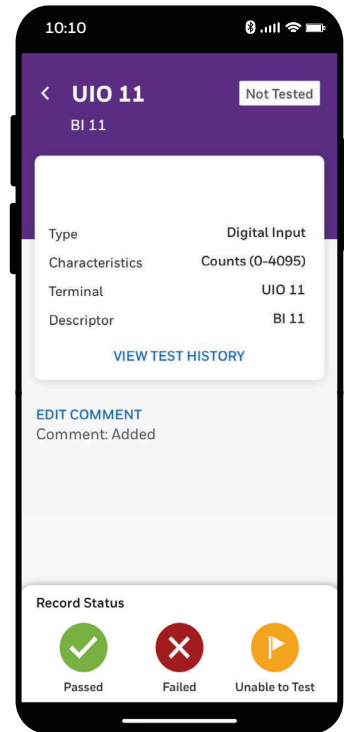 10:10
UIO 11
Not Tested
BI 11
Type Digital Input
Characteristics Counts (0-4095)
Terminal UIO 11
Descriptor BI 11
VIEW TEST HISTORY
EDIT COMMENT
Comment: Added
Record Status
Passed Failed Unable to Test